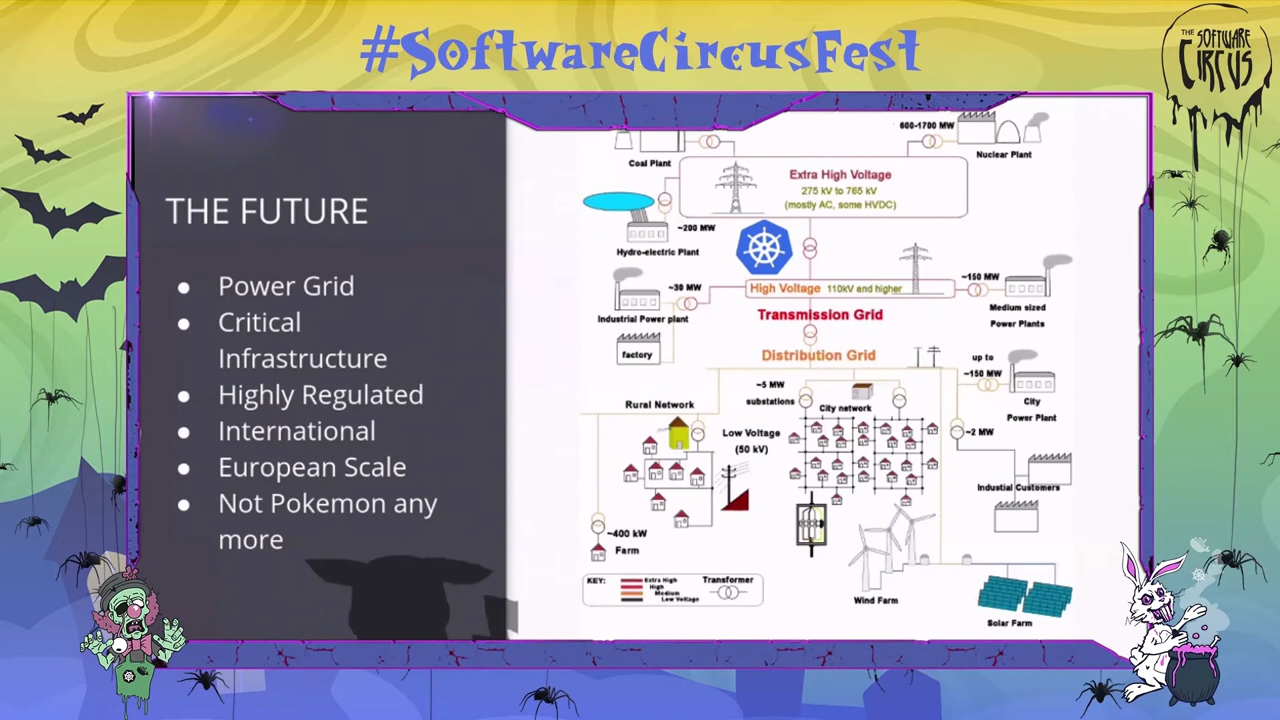 #SoftwareCircusFest
THE SOFTWARE
CIRCUS
THE FUTURE
Power Grid
Critical
Infrastructure
Highly Regulated
International
European Scale
Not Pokemon any
more
600-1700 MW
Coal Plant
Nuclear Plant
Extra High Voltage
275 kV to 765 kV
(mostly AC, some HVDC)
~200 MW
Hydro-electric Plant
~30 MW
Industrial Power plant
factory
High Voltage 110kV and higher
~150 MW
Medium sized
Power Plants
Transmission Grid
Distribution Grid
up to
~150 MW
City
Power Plant
~5 MW
substations
City network
Rural Network
Low Voltage
(50 kV)
~2 MW
Industial Customers
~400 kW
Farm
Wind Farm
Solar Farm
KEY:
Extra High
High
Medium
Low Voltage
Transformer